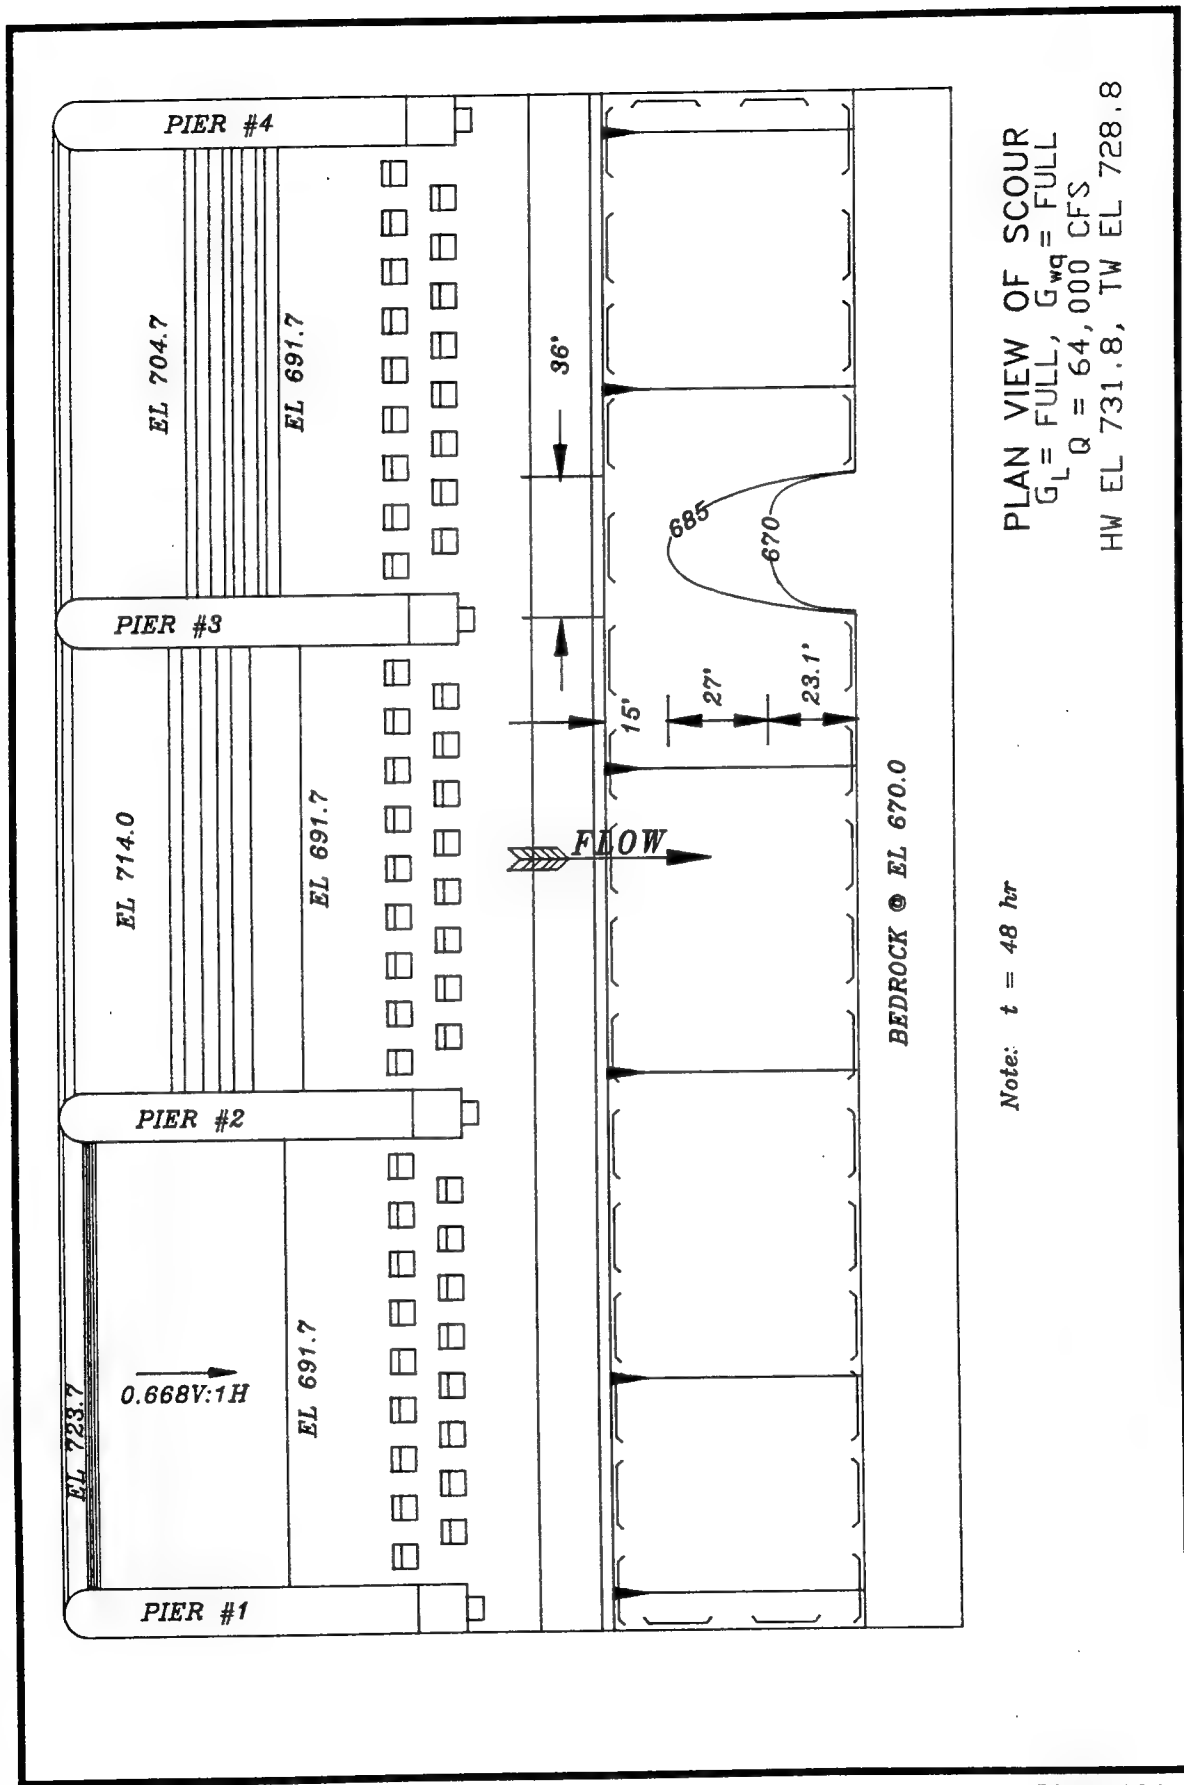 PIER #4
EL 704.7
EL 691.7
PIER #3
36'
685
670
EL 714.0
EL 691.7
15'
27'
23.1'
FLOW
PIER #2
EL 723.7
0.668V:1H
EL 691.7
PIER #1
BEDROCK @ EL 670.0
Note: t = 48 hr
PLAN VIEW OF SCOUR
G_L = FULL, G_wq = FULL
Q = 64,000 CFS
HW EL 731.8, TW EL 728.8